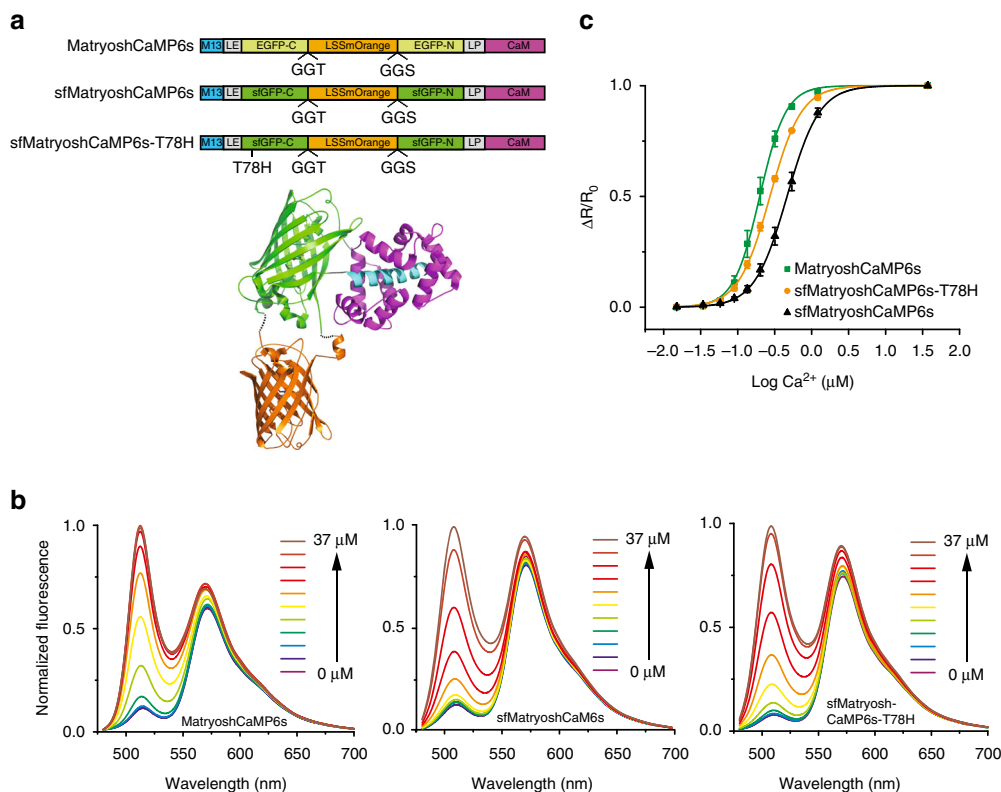 a
MatryoshCaMP6s M13 LE EGFP-C LSSmOrange EGFP-N LP CaM
GGT GGS
sfMatryoshCaMP6s M13 LE sfGFP-C LSSmOrange sfGFP-N LP CaM
GGT GGS
sfMatryoshCaMP6s-T78H M13 LE sfGFP-C LSSmOrange sfGFP-N LP CaM
T78H GGT GGS
c
ΔR/R0
1.0
0.5
0.0
MatryoshCaMP6s
sfMatryoshCaMP6s-T78H
sfMatryoshCaMP6s
−2.0 −1.5 −1.0 −0.5 0.0 0.5 1.0 1.5 2.0
Log Ca2+ (μM)
b
Normalized fluorescence
1.0
0.5
0
37 μM
0 μM
MatryoshCaMP6s
500 550 600 650 700
Wavelength (nm)
1.0
0.5
0
37 μM
0 μM
sfMatryoshCaM6s
500 550 600 650 700
Wavelength (nm)
1.0
0.5
0
37 μM
0 μM
sfMatryosh-
CaMP6s-T78H
500 550 600 650 700
Wavelength (nm)